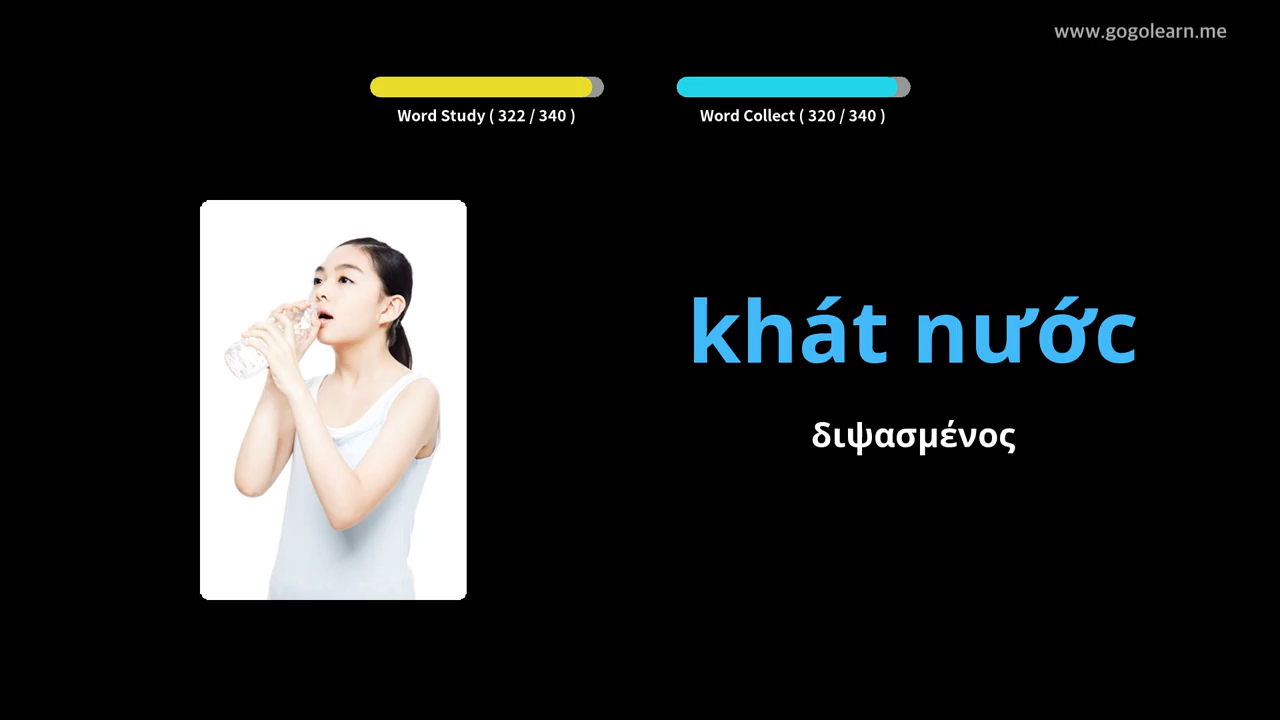 www.gogolearn.me
Word Study ( 322 / 340 )
Word Collect ( 320 / 340 )
khát nước
διψασμένος